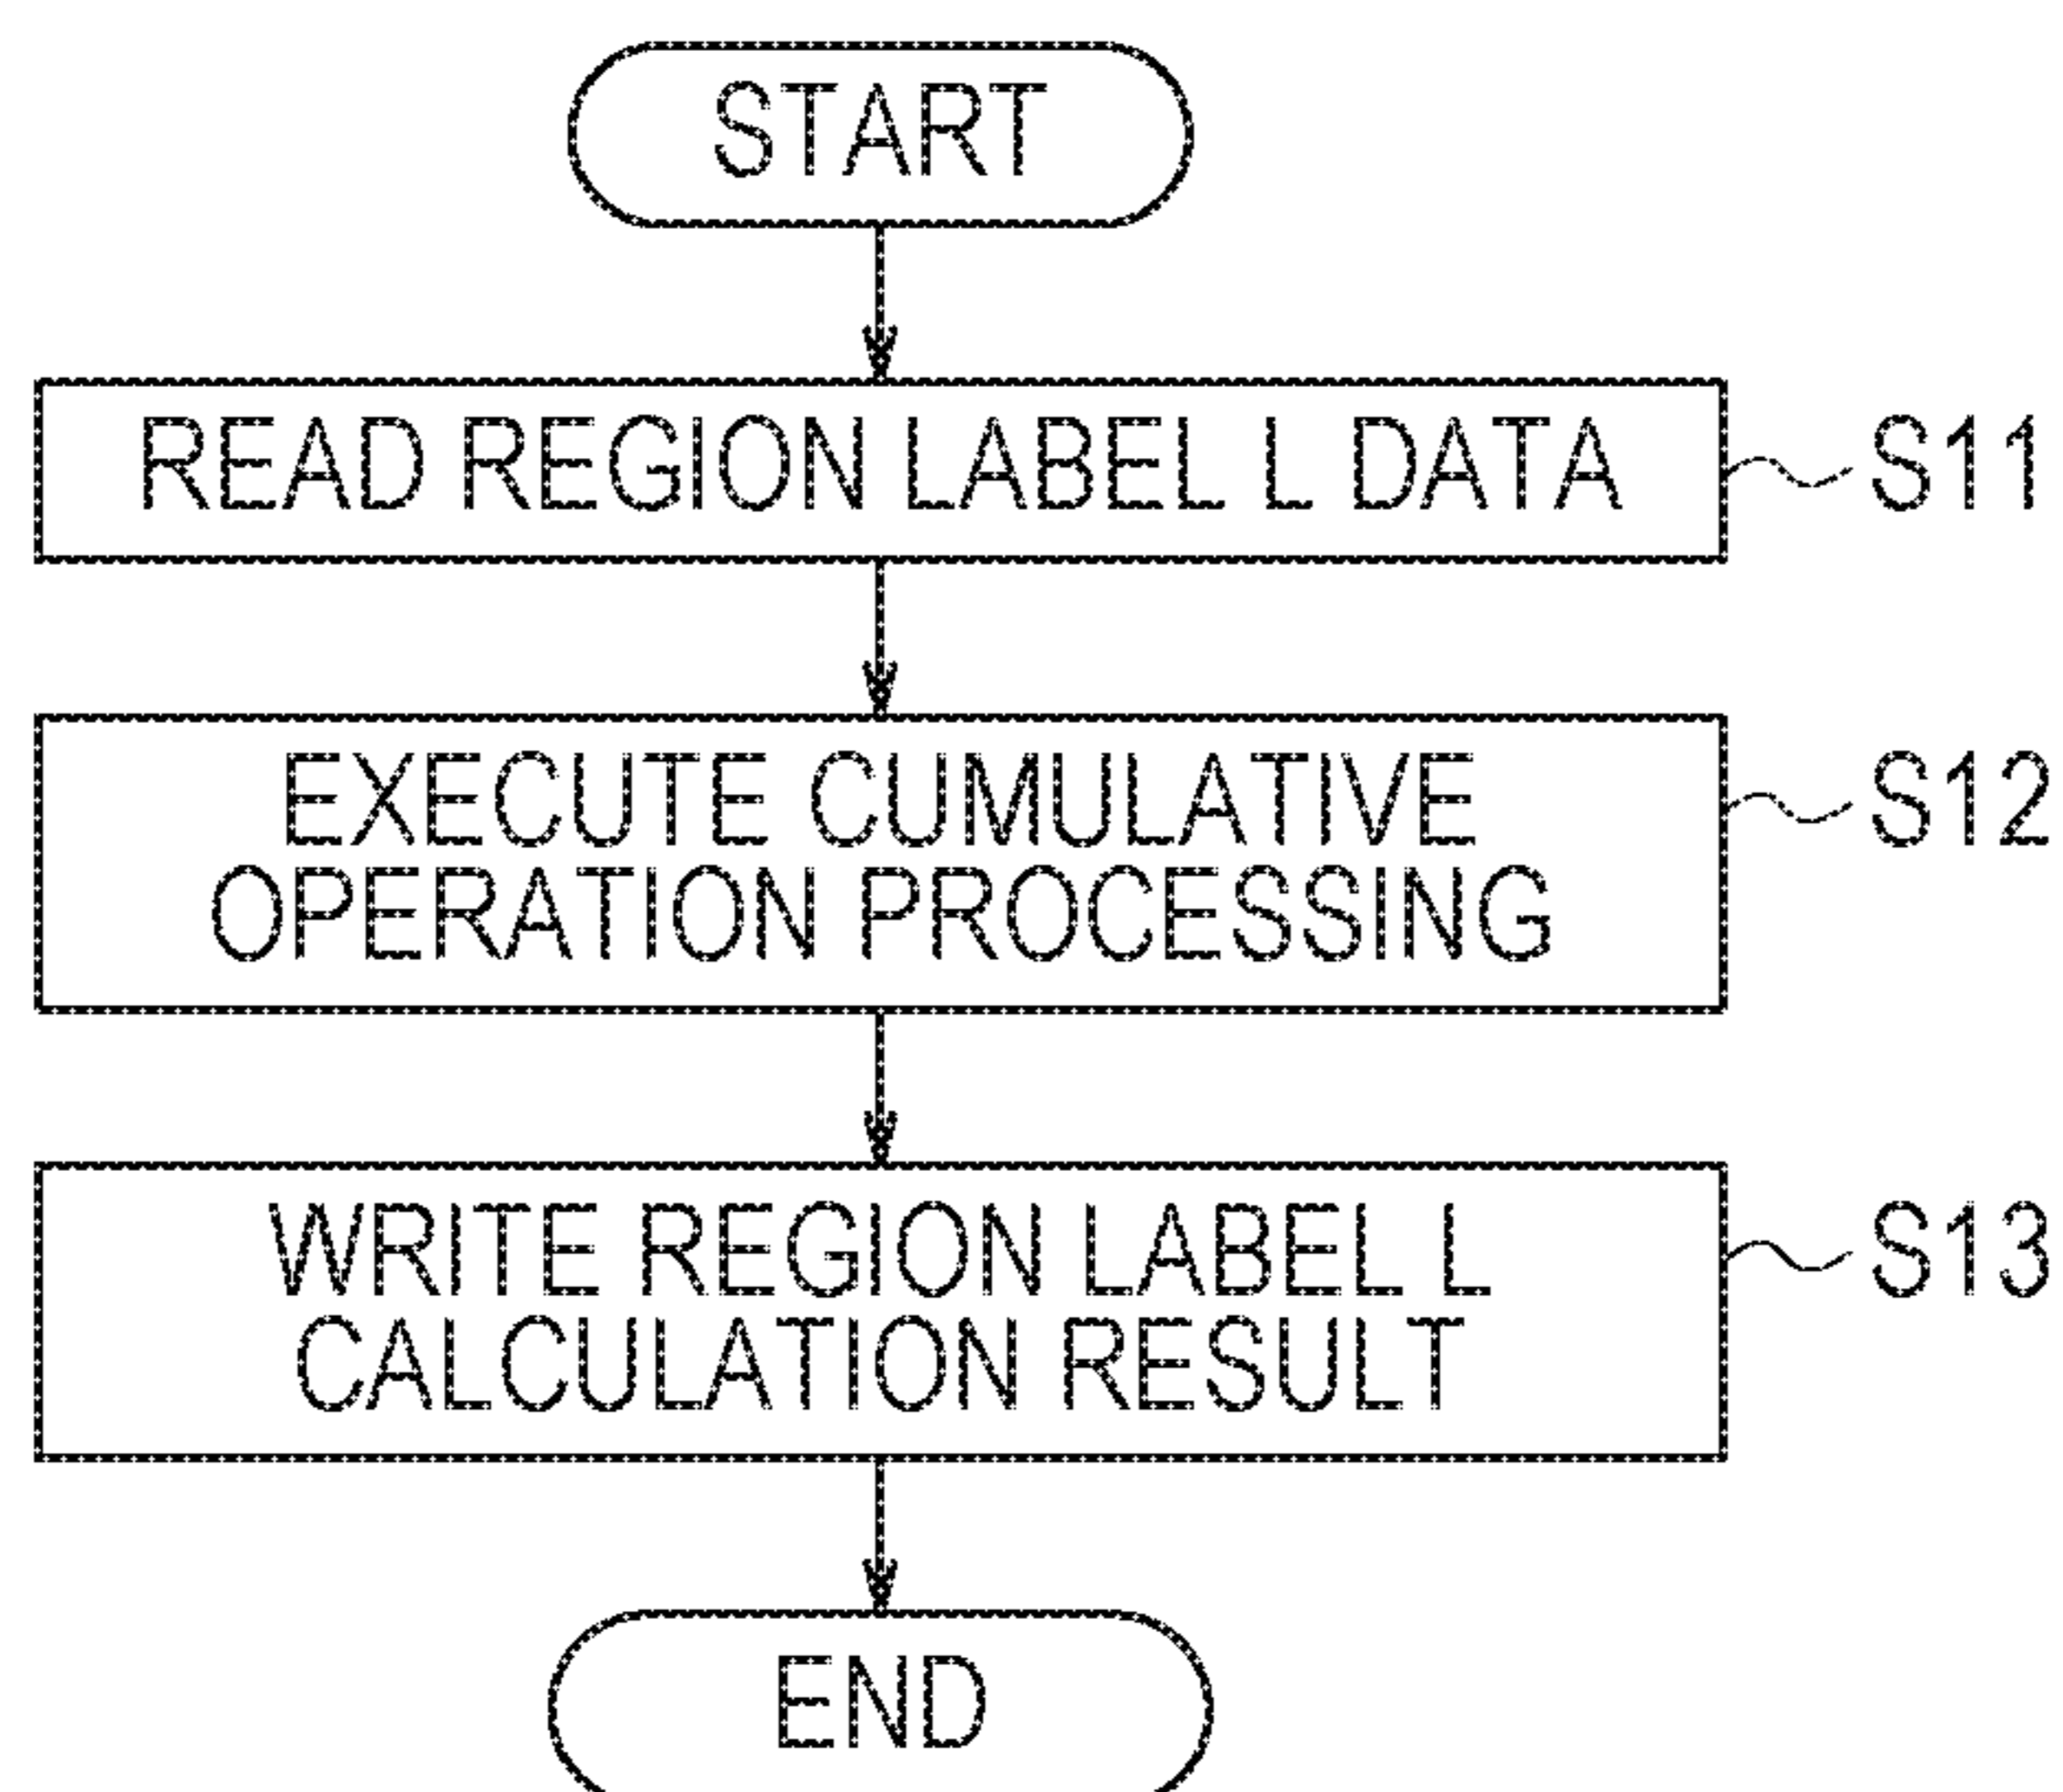 START
READ REGION LABEL L DATA
S11
EXECUTE CUMULATIVE
OPERATION PROCESSING
S12
WRITE REGION LABEL L
CALCULATION RESULT
S13
END